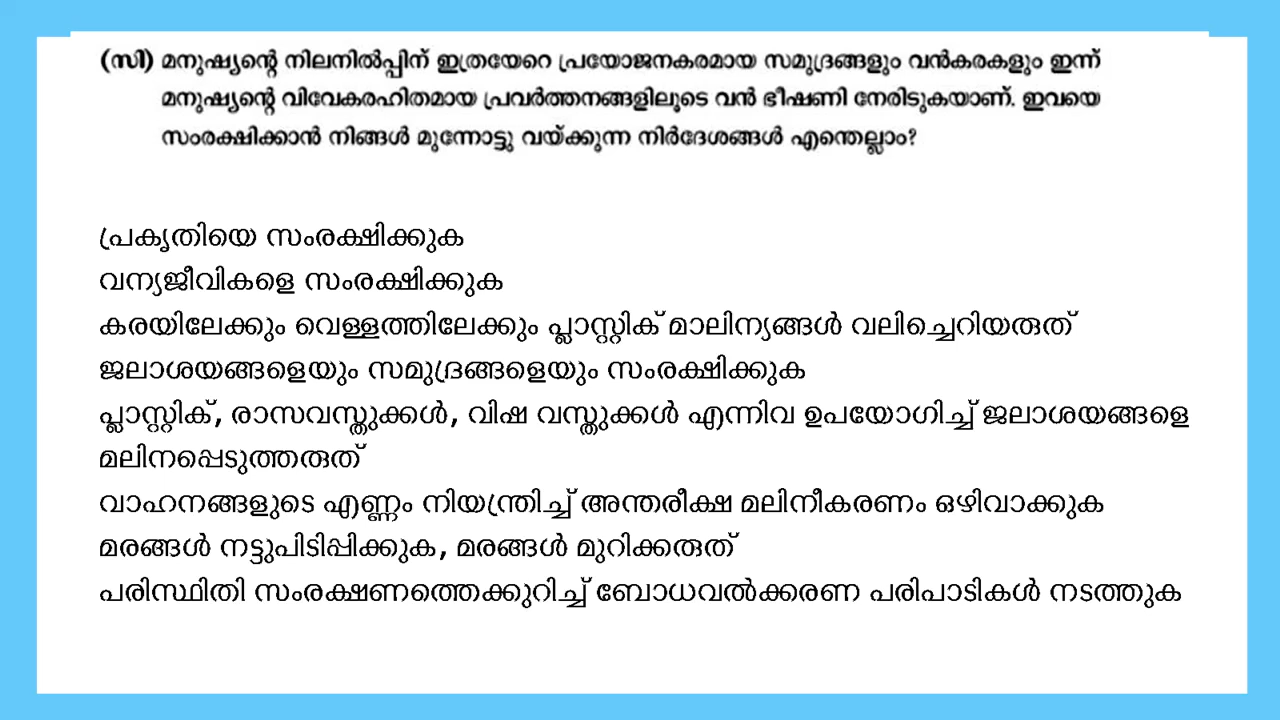 (സി) മനുഷ്യന്റെ നിലനിൽപ്പിന് ഇത്രയേറെ പ്രയോജനകരമായ സമുദ്രങ്ങളും വൻകരകളും ഇന്ന്
മനുഷ്യന്റെ വിവേകരഹിതമായ പ്രവർത്തനങ്ങളിലൂടെ വൻ ഭീഷണി നേരിടുകയാണ്. ഇവയെ
സംരക്ഷിക്കാൻ നിങ്ങൾ മുന്നോട്ടു വയ്ക്കുന്ന നിർദേശങ്ങൾ എന്തെല്ലാം?
പ്രകൃതിയെ സംരക്ഷിക്കുക
വന്യജീവികളെ സംരക്ഷിക്കുക
കരയിലേക്കും വെള്ളത്തിലേക്കും പ്ലാസ്റ്റിക് മാലിന്യങ്ങൾ വലിച്ചെറിയരുത്
ജലാശയങ്ങളെയും സമുദ്രങ്ങളെയും സംരക്ഷിക്കുക
പ്ലാസ്റ്റിക്, രാസവസ്തുക്കൾ, വിഷ വസ്തുക്കൾ എന്നിവ ഉപയോഗിച്ച് ജലാശയങ്ങളെ
മലിനപ്പെടുത്തരുത്
വാഹനങ്ങളുടെ എണ്ണം നിയന്ത്രിച്ച് അന്തരീക്ഷ മലിനീകരണം ഒഴിവാക്കുക
മരങ്ങൾ നട്ടുപിടിപ്പിക്കുക, മരങ്ങൾ മുറിക്കരുത്
പരിസ്ഥിതി സംരക്ഷണത്തെക്കുറിച്ച് ബോധവൽക്കരണ പരിപാടികൾ നടത്തുക